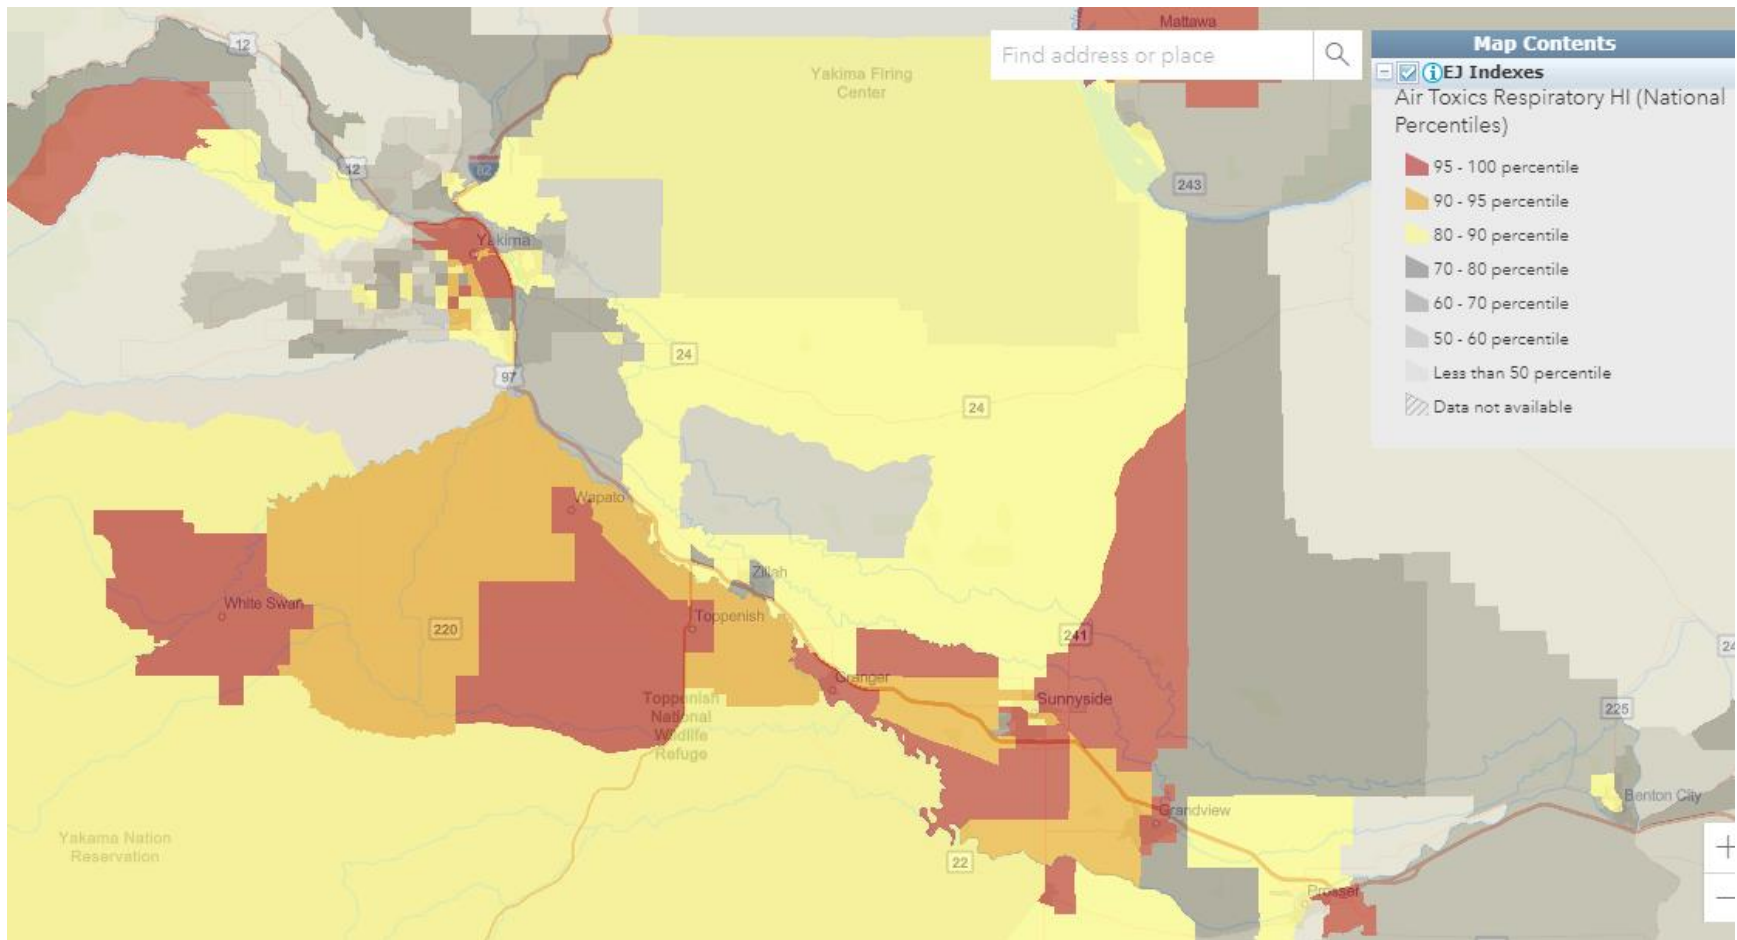 Mattawa
Find address or place
Map Contents
EJ Indexes
Air Toxics Respiratory HI (National
Percentiles)
95 - 100 percentile
90 - 95 percentile
80 - 90 percentile
70 - 80 percentile
60 - 70 percentile
50 - 60 percentile
Less than 50 percentile
Data not available
12
Yakima Firing
Center
12
82
243
Yakima
24
97
24
Wapato
Zillah
White Swan
Toppenish
220
241
24
Granger
Toppenish
National
Wildlife
Refuge
Sunnyside
225
Benton City
Grandview
Yakama Nation
Reservation
22
Prosser